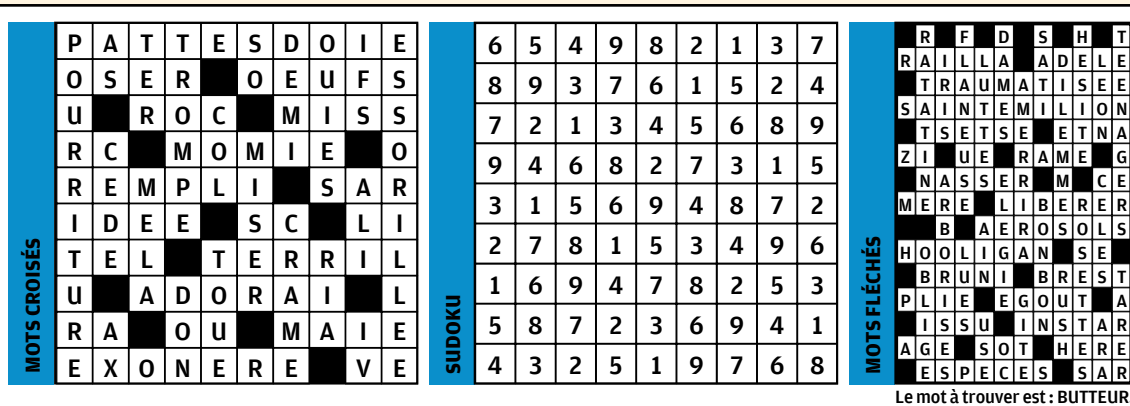 MOTS CROISÉS
P A T T E S D O I E
O S E R ■ O E U F S
U ■ R O C ■ M I S S
R C ■ M O M I E ■ O
R E M P L I ■ S A R
I D E E ■ S C ■ L I
T E L ■ T E R R I L
U ■ A D O R A I ■ L
R A ■ O U ■ M A I E
E X O N E R E ■ V E
SUDOKU
6 5 4 9 8 2 1 3 7
8 9 3 7 6 1 5 2 4
7 2 1 3 4 5 6 8 9
9 4 6 8 2 7 3 1 5
3 1 5 6 9 4 8 7 2
2 7 8 1 5 3 4 9 6
1 6 9 4 7 8 2 5 3
5 8 7 2 3 6 9 4 1
4 3 2 5 1 9 7 6 8
MOTS FLÉCHÉS
■ R ■ F ■ D ■ S ■ H ■ T
R A I L L A ■ A D E L E
■ T R A U M A T I S E E
S A I N T E M I L I O N
■ T S E T S E ■ E T N A
Z I ■ U E ■ R A M E ■ G
■ N A S S E R ■ M ■ C E
M E R E ■ L I B E R E R
■ ■ B ■ A E R O S O L S
H O O L I G A N ■ S E ■
■ B R U N I ■ B R E S T
P L I E ■ E G O U T ■ A
■ I S S U ■ I N S T A R
A G E ■ S O T ■ H E R E
■ E S P E C E S ■ S A R
Le mot à trouver est : BUTTEUR